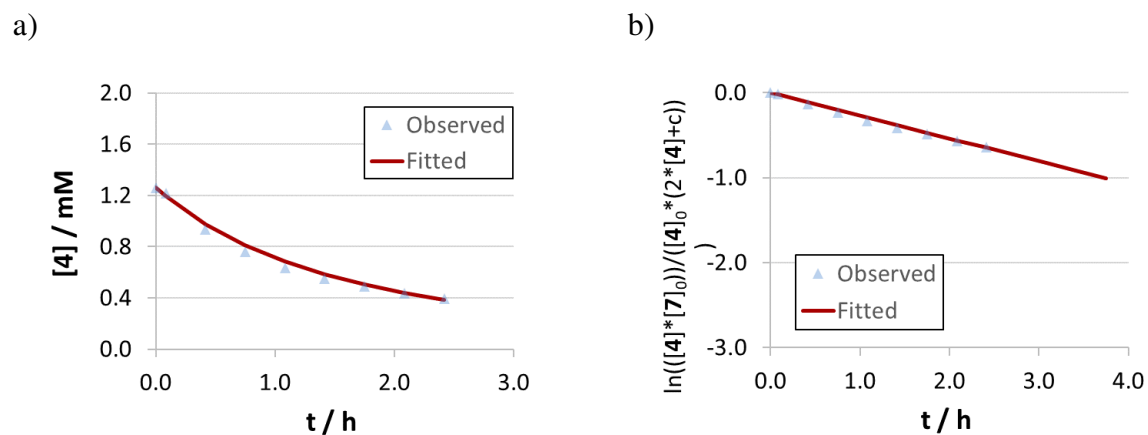 a)
b)
[4] / mM
2.0
1.6
1.2
0.8
0.4
0.0
0.0 1.0 2.0 3.0
t / h
Observed
Fitted
ln(([4]*[7]₀))/([4]₀*(2*[4]+c))
)
0.0
-1.0
-2.0
-3.0
0.0 1.0 2.0 3.0 4.0
t / h
Observed
Fitted